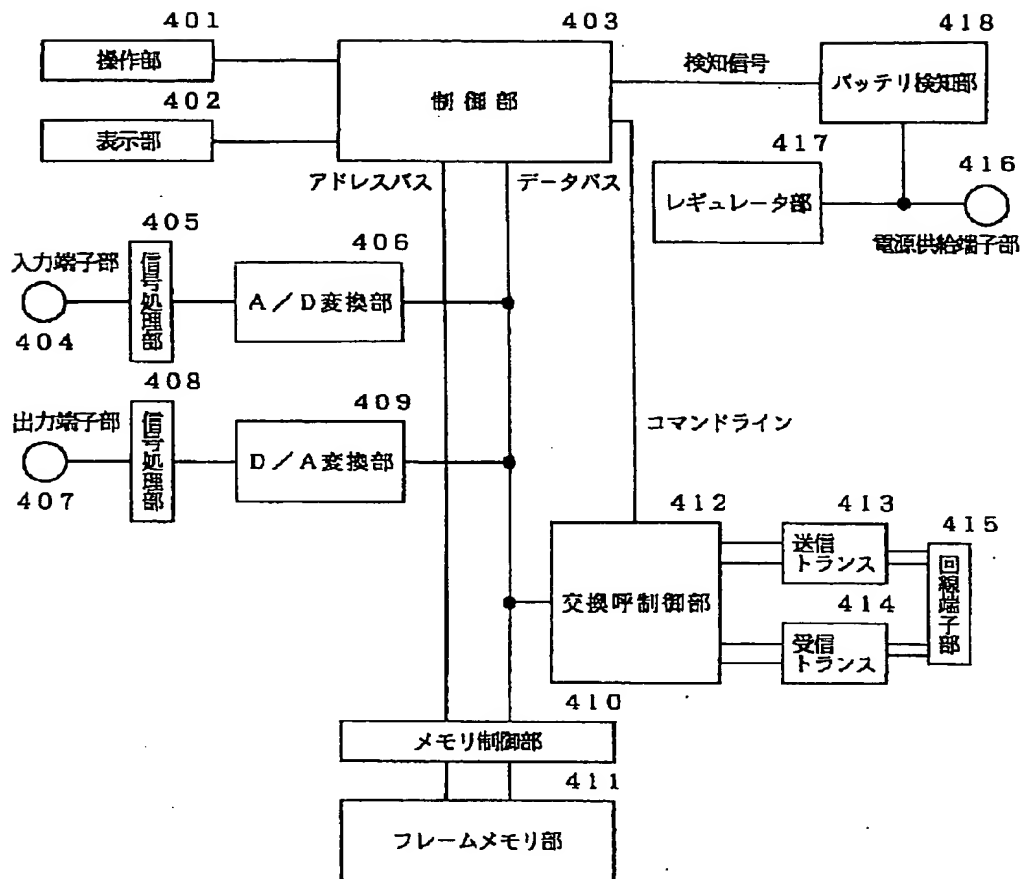 401
操作部
402
表示部
403
制御部
検知信号
418
バッテリ検知部
417
レギュレータ部
416
電源供給端子部
アドレスバス
データバス
入力端子部
404
405
信号処理部
406
A/D変換部
出力端子部
407
408
信号処理部
409
D/A変換部
コマンドライン
412
交換呼制御部
413
送信
トランス
414
受信
トランス
415
回線端子部
410
メモリ制御部
411
フレームメモリ部